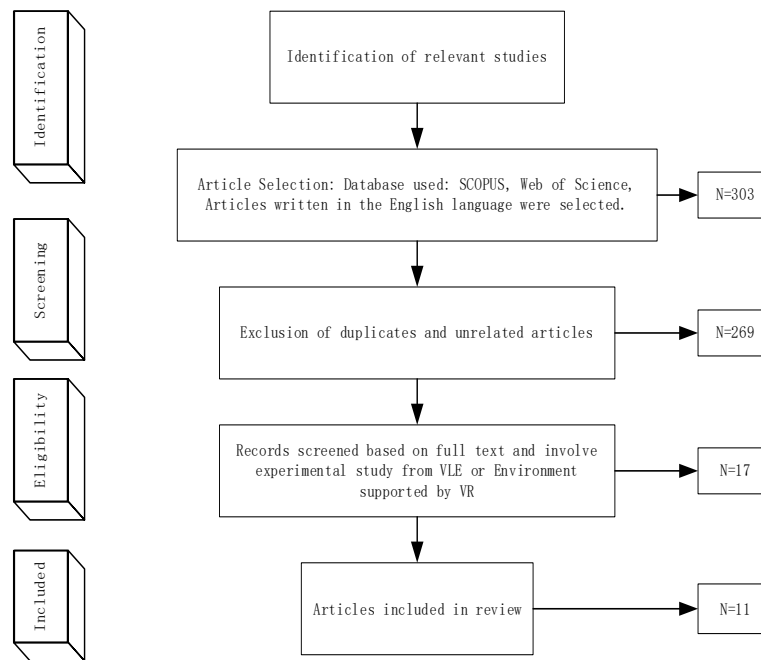 Identification
Identification of relevant studies
Article Selection: Database used: SCOPUS, Web of Science,
Articles written in the English language were selected.
N=303
Screening
Exclusion of duplicates and unrelated articles
N=269
Eligibility
Records screened based on full text and involve
experimental study from VLE or Environment
supported by VR
N=17
Included
Articles included in review
N=11